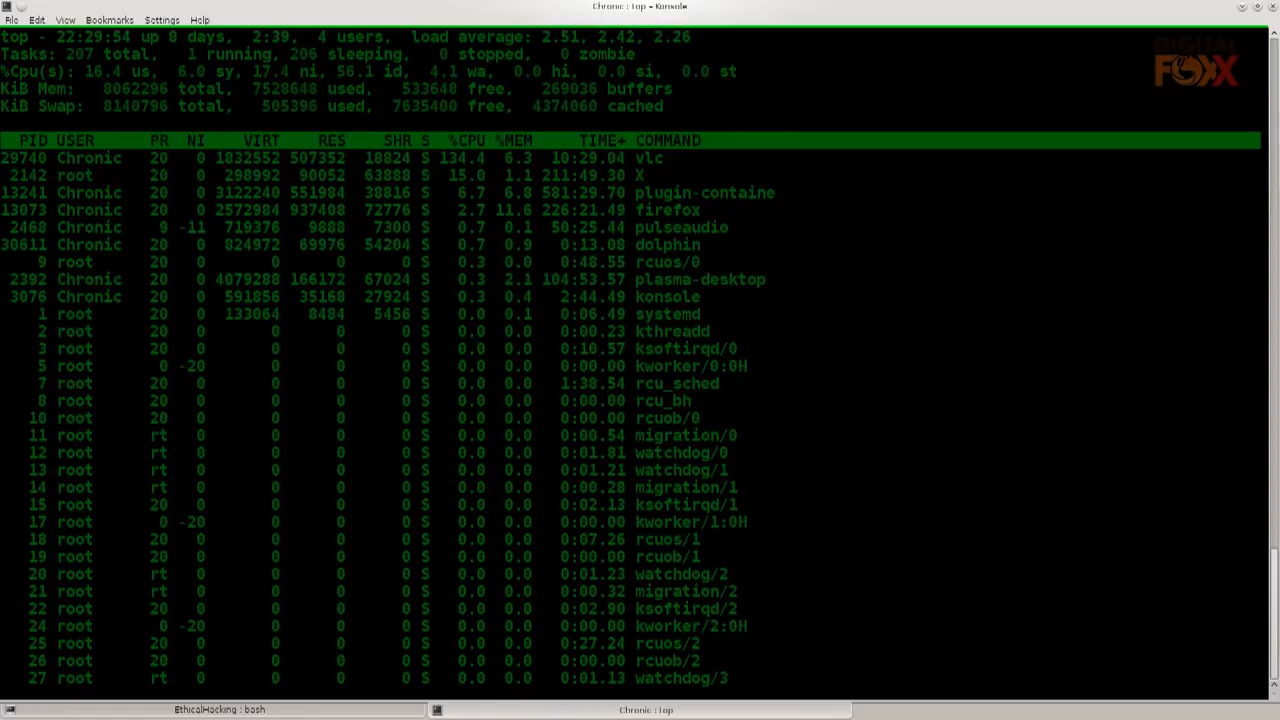 Chronic : top – Konsole
File Edit View Bookmarks Settings Help
top - 22:29:54 up 8 days, 2:39, 4 users, load average: 2.51, 2.42, 2.26
Tasks: 207 total, 1 running, 206 sleeping, 0 stopped, 0 zombie
%Cpu(s): 16.4 us, 6.0 sy, 17.4 ni, 56.1 id, 4.1 wa, 0.0 hi, 0.0 si, 0.0 st
KiB Mem: 8062296 total, 7528648 used, 533648 free, 269036 buffers
KiB Swap: 8140796 total, 505396 used, 7635400 free, 4374060 cached
DIGITAL
FOXX
PID USER PR NI VIRT RES SHR S %CPU %MEM TIME+ COMMAND
29740 Chronic 20 0 1832552 507352 18824 S 134.4 6.3 10:29.04 vlc
2142 root 20 0 298992 90052 63888 S 15.0 1.1 211:49.30 X
13241 Chronic 20 0 3122240 551984 38816 S 6.7 6.8 581:29.70 plugin-containe
13073 Chronic 20 0 2572984 937408 72776 S 2.7 11.6 226:21.49 firefox
2468 Chronic 9 -11 719376 9888 7300 S 0.7 0.1 50:25.44 pulseaudio
30611 Chronic 20 0 824972 69976 54204 S 0.7 0.9 0:13.08 dolphin
9 root 20 0 0 0 0 S 0.3 0.0 0:48.55 rcuos/0
2392 Chronic 20 0 4079288 166172 67024 S 0.3 2.1 104:53.57 plasma-desktop
3076 Chronic 20 0 591856 35168 27924 S 0.3 0.4 2:44.49 konsole
1 root 20 0 133064 8484 5456 S 0.0 0.1 0:06.49 systemd
2 root 20 0 0 0 0 S 0.0 0.0 0:00.23 kthreadd
3 root 20 0 0 0 0 S 0.0 0.0 0:10.57 ksoftirqd/0
5 root 0 -20 0 0 0 S 0.0 0.0 0:00.00 kworker/0:0H
7 root 20 0 0 0 0 S 0.0 0.0 1:38.54 rcu_sched
8 root 20 0 0 0 0 S 0.0 0.0 0:00.00 rcu_bh
10 root 20 0 0 0 0 S 0.0 0.0 0:00.00 rcuob/0
11 root rt 0 0 0 0 S 0.0 0.0 0:00.54 migration/0
12 root rt 0 0 0 0 S 0.0 0.0 0:01.81 watchdog/0
13 root rt 0 0 0 0 S 0.0 0.0 0:01.21 watchdog/1
14 root rt 0 0 0 0 S 0.0 0.0 0:00.28 migration/1
15 root 20 0 0 0 0 S 0.0 0.0 0:02.13 ksoftirqd/1
17 root 0 -20 0 0 0 S 0.0 0.0 0:00.00 kworker/1:0H
18 root 20 0 0 0 0 S 0.0 0.0 0:07.26 rcuos/1
19 root 20 0 0 0 0 S 0.0 0.0 0:00.00 rcuob/1
20 root rt 0 0 0 0 S 0.0 0.0 0:01.23 watchdog/2
21 root rt 0 0 0 0 S 0.0 0.0 0:00.32 migration/2
22 root 20 0 0 0 0 S 0.0 0.0 0:02.90 ksoftirqd/2
24 root 0 -20 0 0 0 S 0.0 0.0 0:00.00 kworker/2:0H
25 root 20 0 0 0 0 S 0.0 0.0 0:27.24 rcuos/2
26 root 20 0 0 0 0 S 0.0 0.0 0:00.00 rcuob/2
27 root rt 0 0 0 0 S 0.0 0.0 0:01.13 watchdog/3
EthicalHacking : bash
Chronic : top